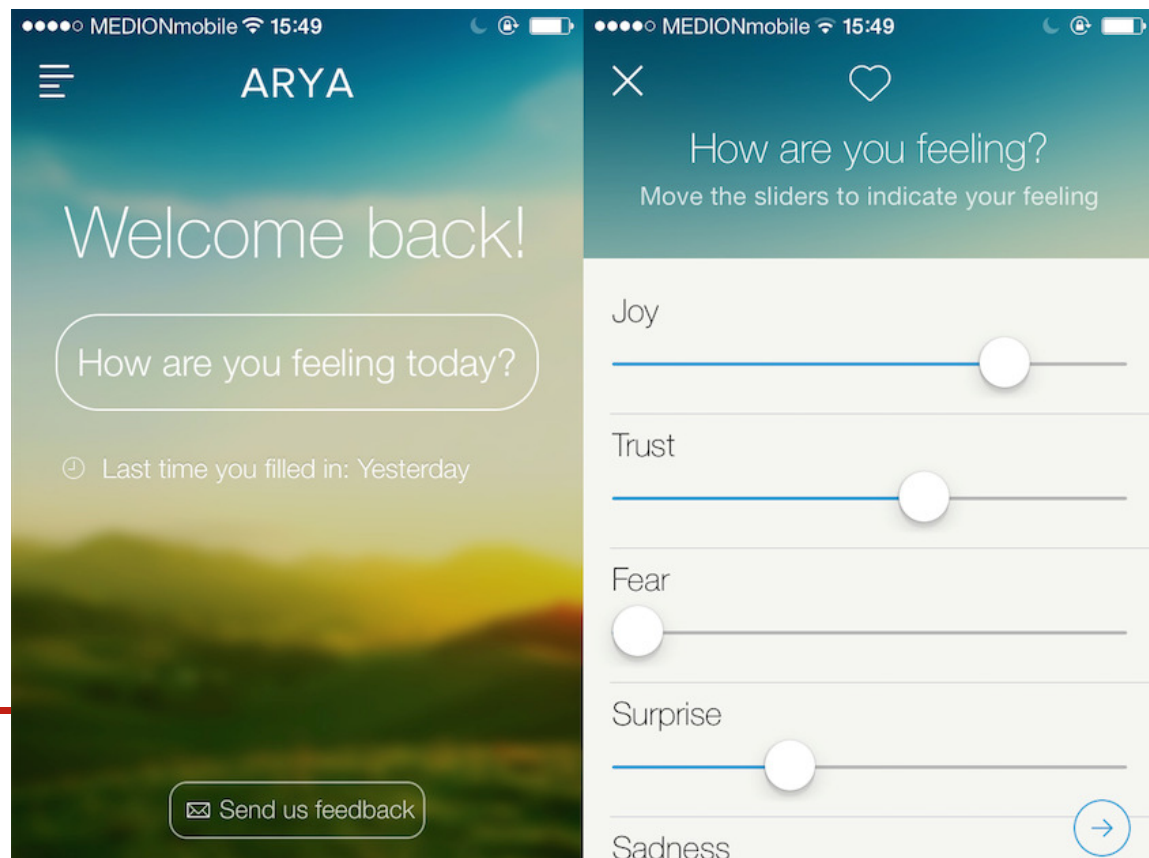 MEDIONmobile 15:49
ARYA
Welcome back!
How are you feeling today?
Last time you filled in: Yesterday
Send us feedback
MEDIONmobile 15:49
How are you feeling?
Move the sliders to indicate your feeling
Joy
Trust
Fear
Surprise
Sadness